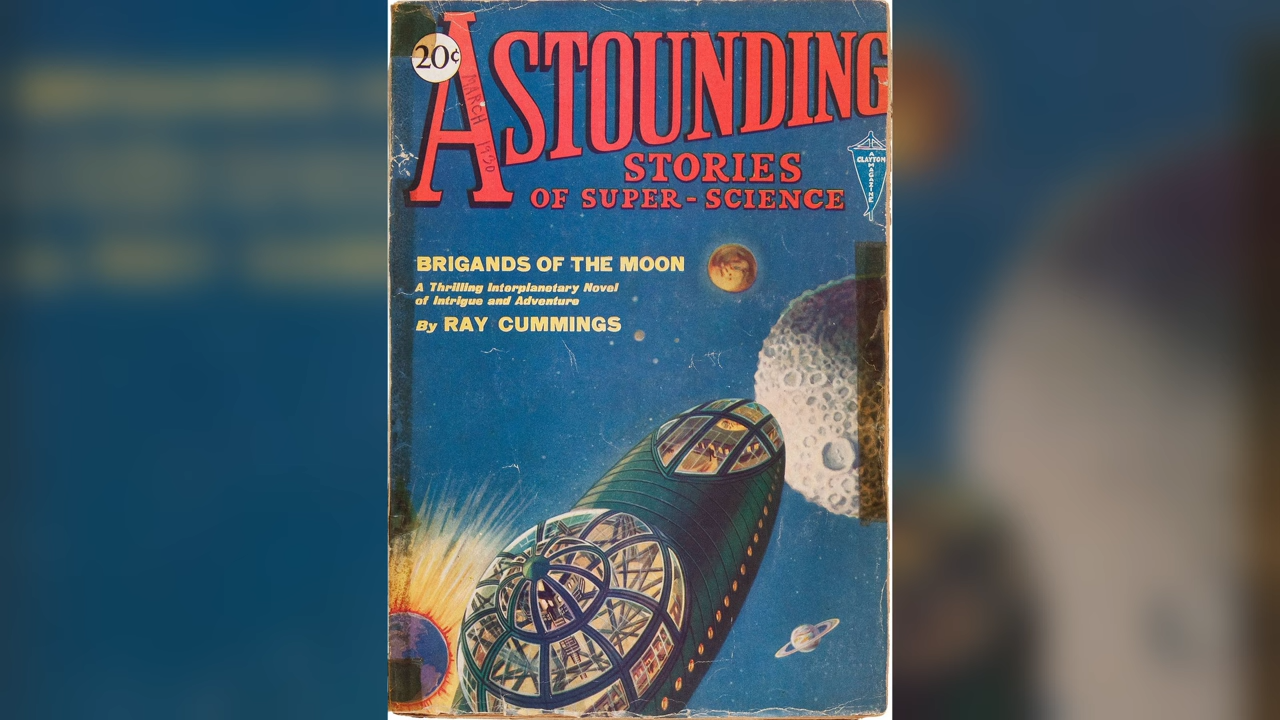 20¢
ASTOUNDING
MARCH 1930
STORIES
OF SUPER-SCIENCE
A
CLAYTON
MAGAZINE
BRIGANDS OF THE MOON
A Thrilling Interplanetary Novel
of Intrigue and Adventure
By RAY CUMMINGS